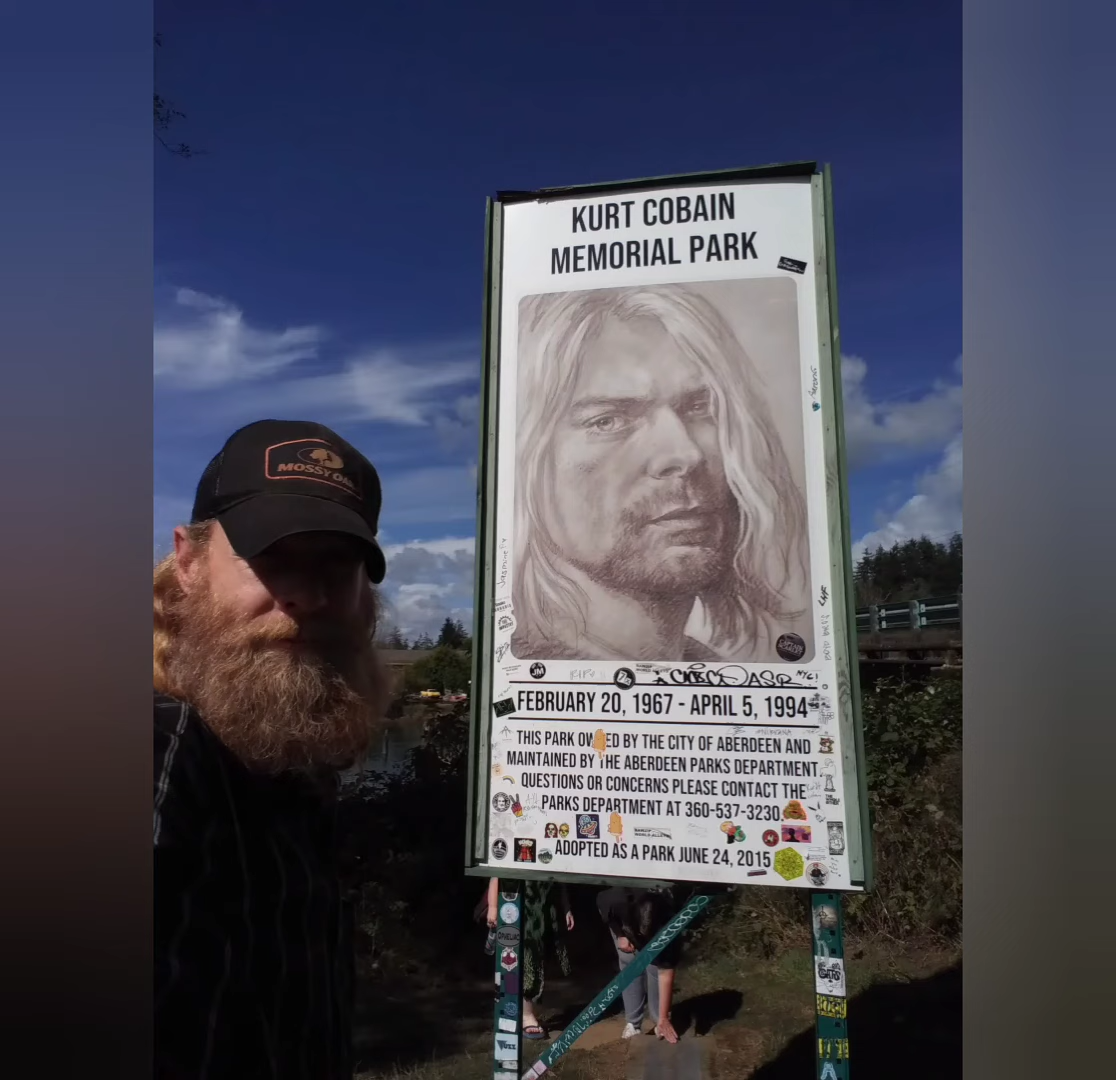 KURT COBAIN
MEMORIAL PARK
MOSSY OAK
JM
FEBRUARY 20, 1967 - APRIL 5, 1994
THIS PARK OWNED BY THE CITY OF ABERDEEN AND
MAINTAINED BY THE ABERDEEN PARKS DEPARTMENT
QUESTIONS OR CONCERNS PLEASE CONTACT THE
PARKS DEPARTMENT AT 360-537-3230.
ADOPTED AS A PARK JUNE 24, 2015